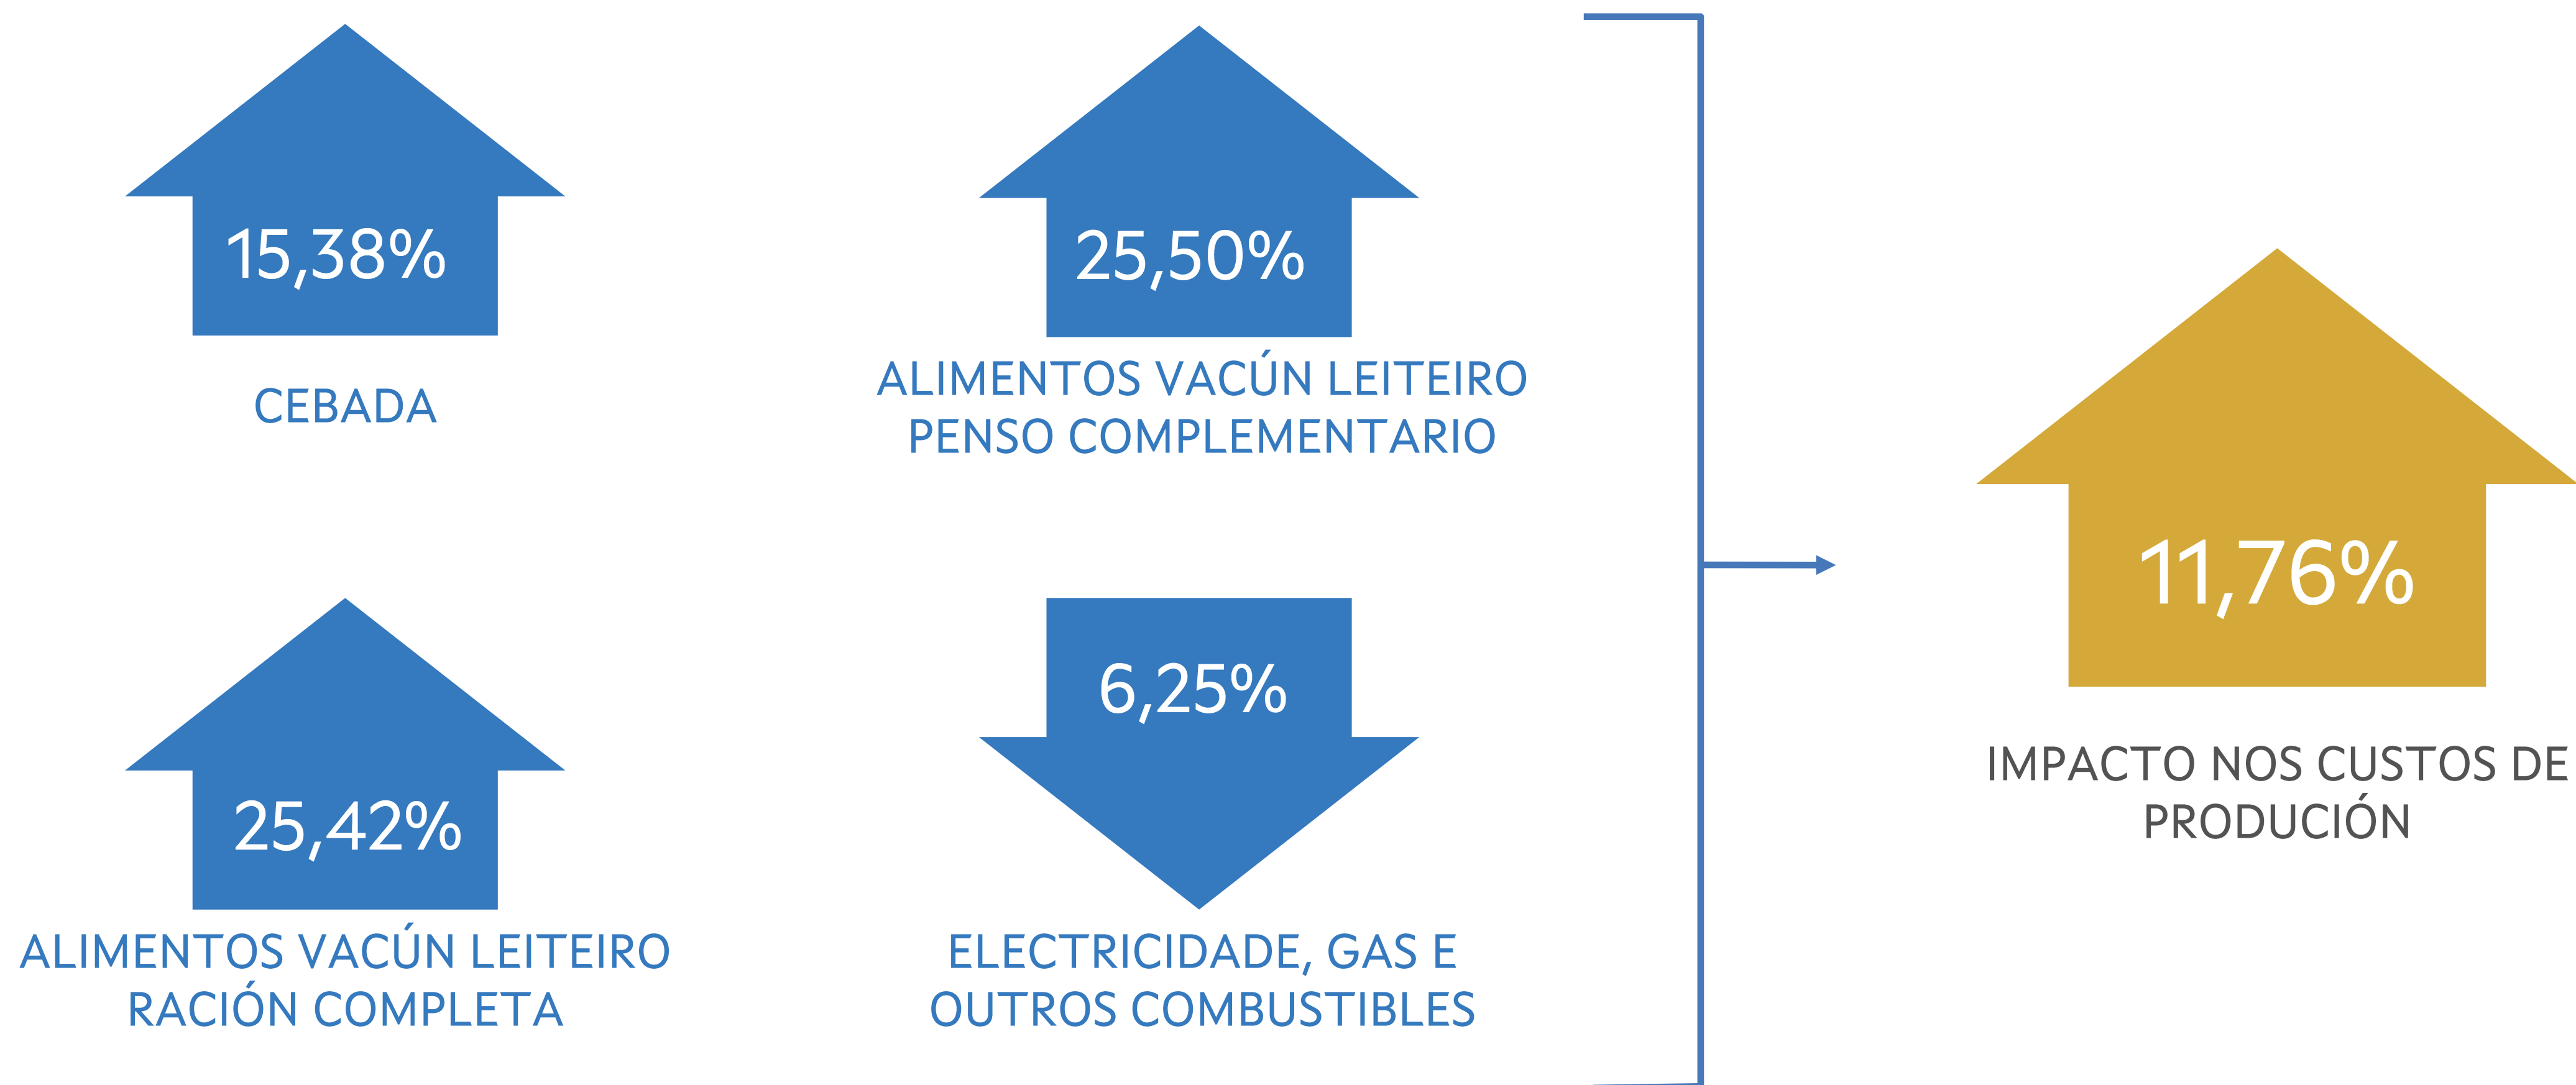 15,38%
CEBADA
25,50%
ALIMENTOS VACÚN LEITEIRO
PENSO COMPLEMENTARIO
25,42%
ALIMENTOS VACÚN LEITEIRO
RACIÓN COMPLETA
6,25%
ELECTRICIDADE, GAS E
OUTROS COMBUSTIBLES
11,76%
IMPACTO NOS CUSTOS DE
PRODUCIÓN